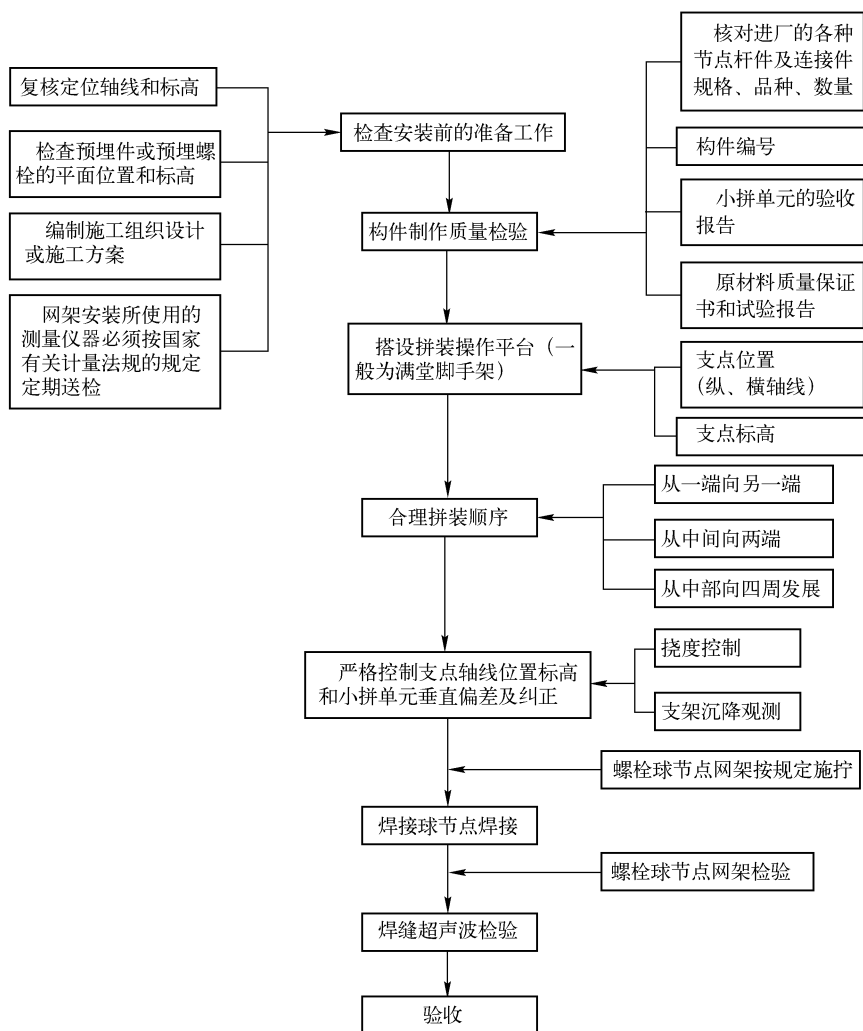 复核定位轴线和标高
检查预埋件或预埋螺
栓的平面位置和标高
编制施工组织设计
或施工方案
网架安装所使用的
测量仪器必须按国家
有关计量法规的规定
定期送检
检查安装前的准备工作
构件制作质量检验
搭设拼装操作平台（一
般为满堂脚手架）
合理拼装顺序
严格控制支点轴线位置标高
和小拼单元垂直偏差及纠正
焊接球节点焊接
焊缝超声波检验
验收
核对进厂的各种
节点杆件及连接件
规格、品种、数量
构件编号
小拼单元的验收
报告
原材料质量保证
书和试验报告
支点位置
（纵、横轴线）
支点标高
从一端向另一端
从中间向两端
从中部向四周发展
挠度控制
支架沉降观测
螺栓球节点网架按规定施拧
螺栓球节点网架检验